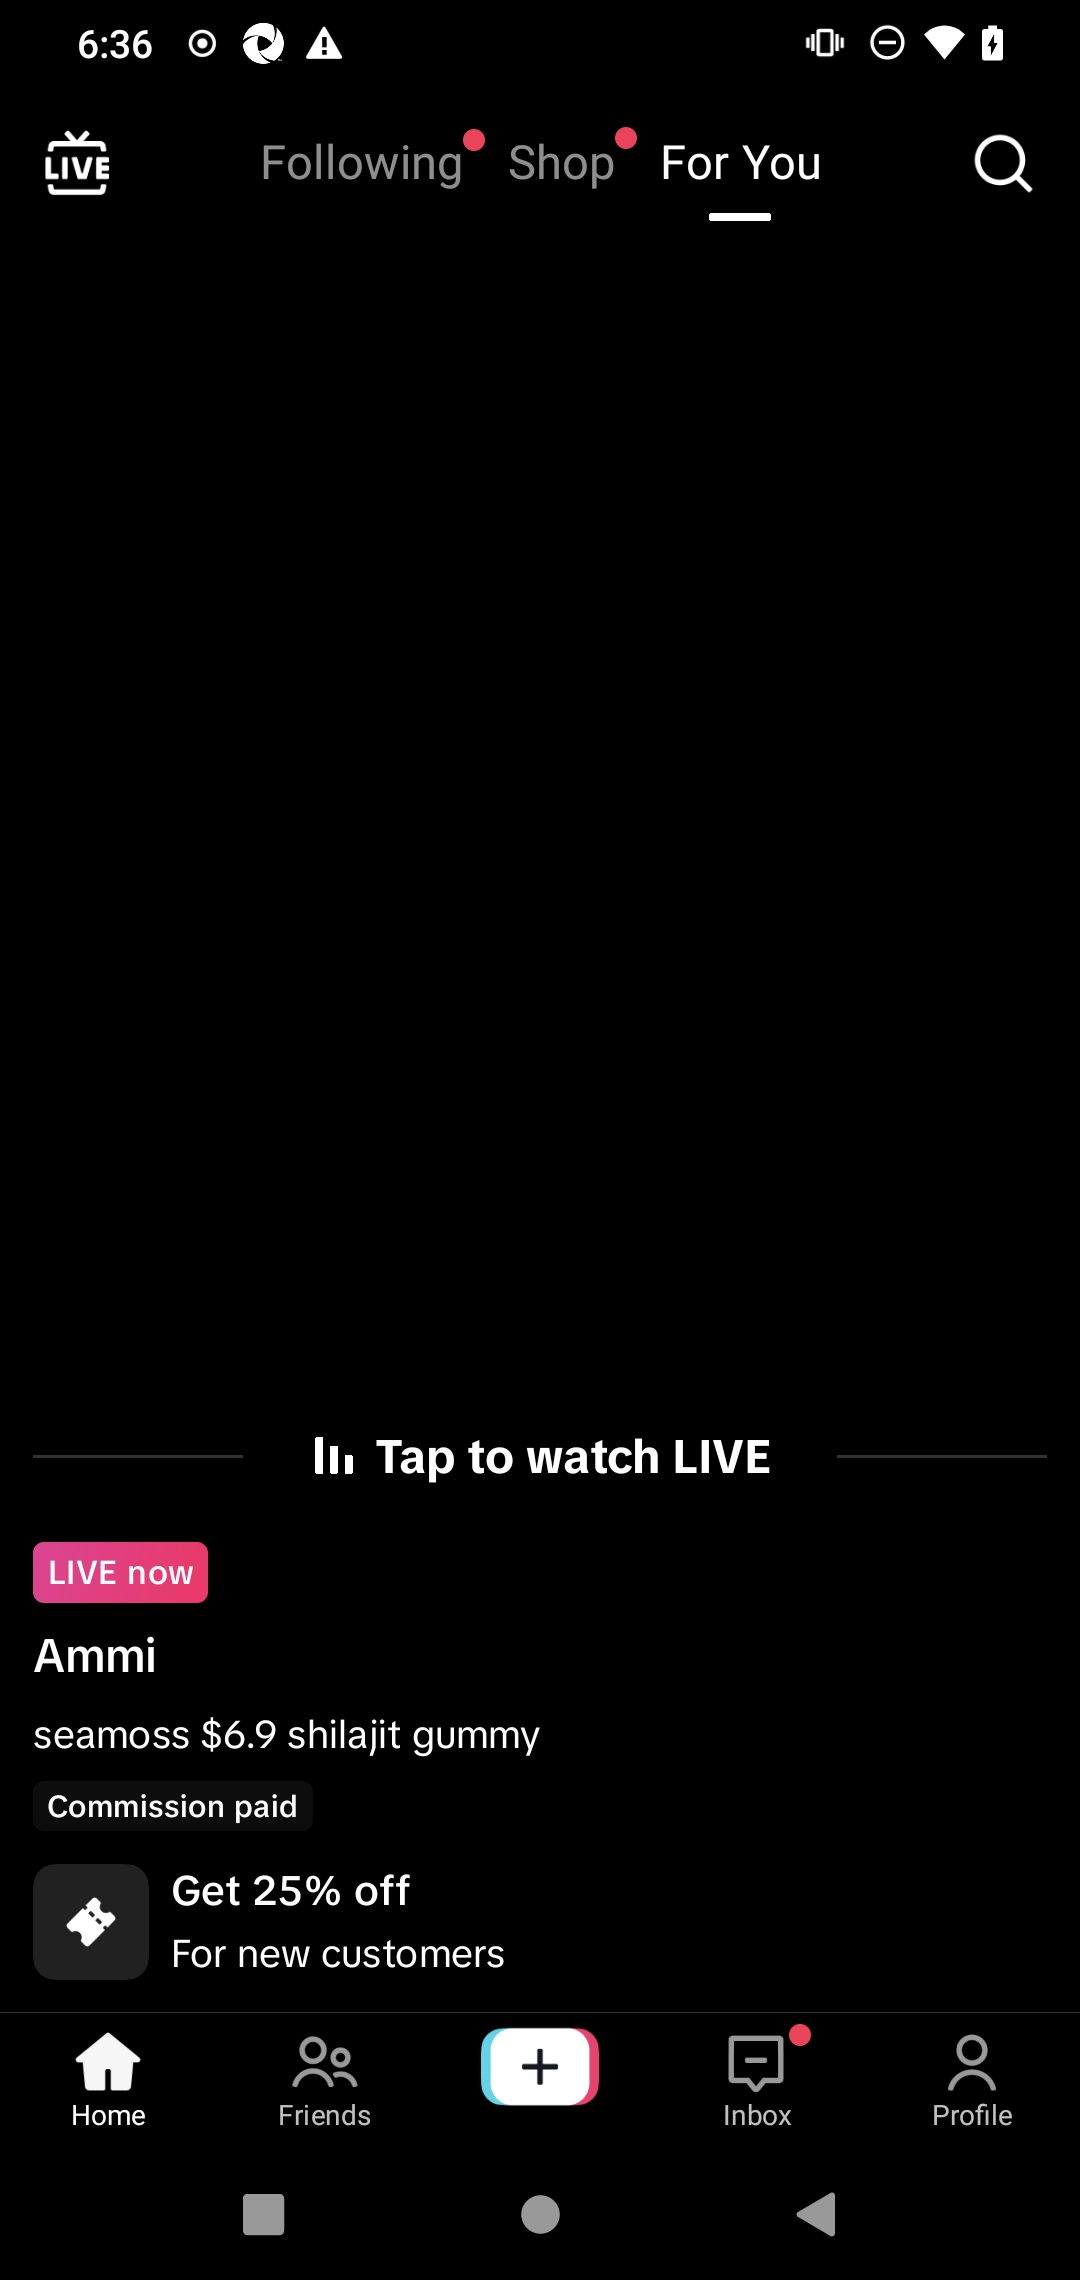 6:36
LIVE
Following Shop For You
Tap to watch LIVE
LIVE now
Ammi
seamoss $6.9 shilajit gummy
Commission paid
Get 25% off
For new customers
Home Friends Inbox Profile